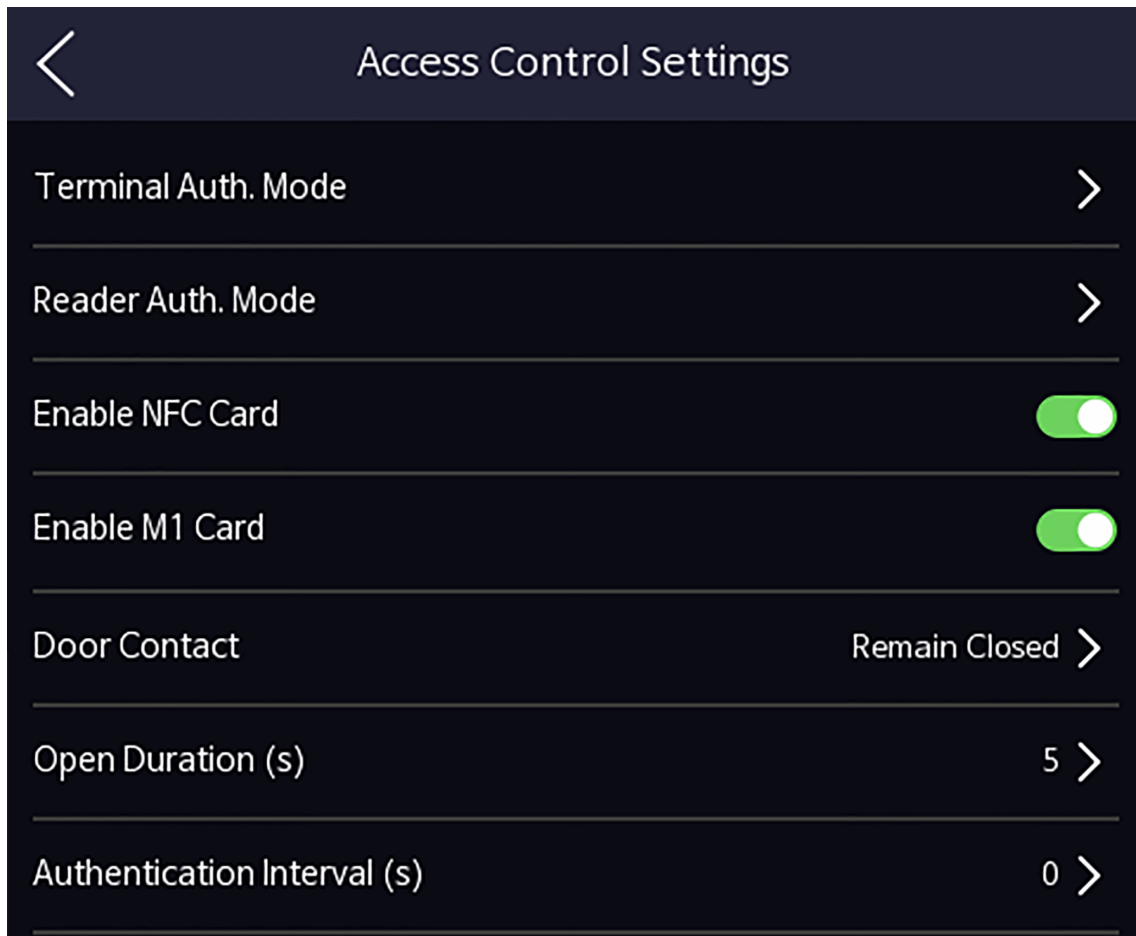 Access Control Settings
Terminal Auth. Mode
Reader Auth. Mode
Enable NFC Card
Enable M1 Card
Door Contact Remain Closed
Open Duration (s) 5
Authentication Interval (s) 0